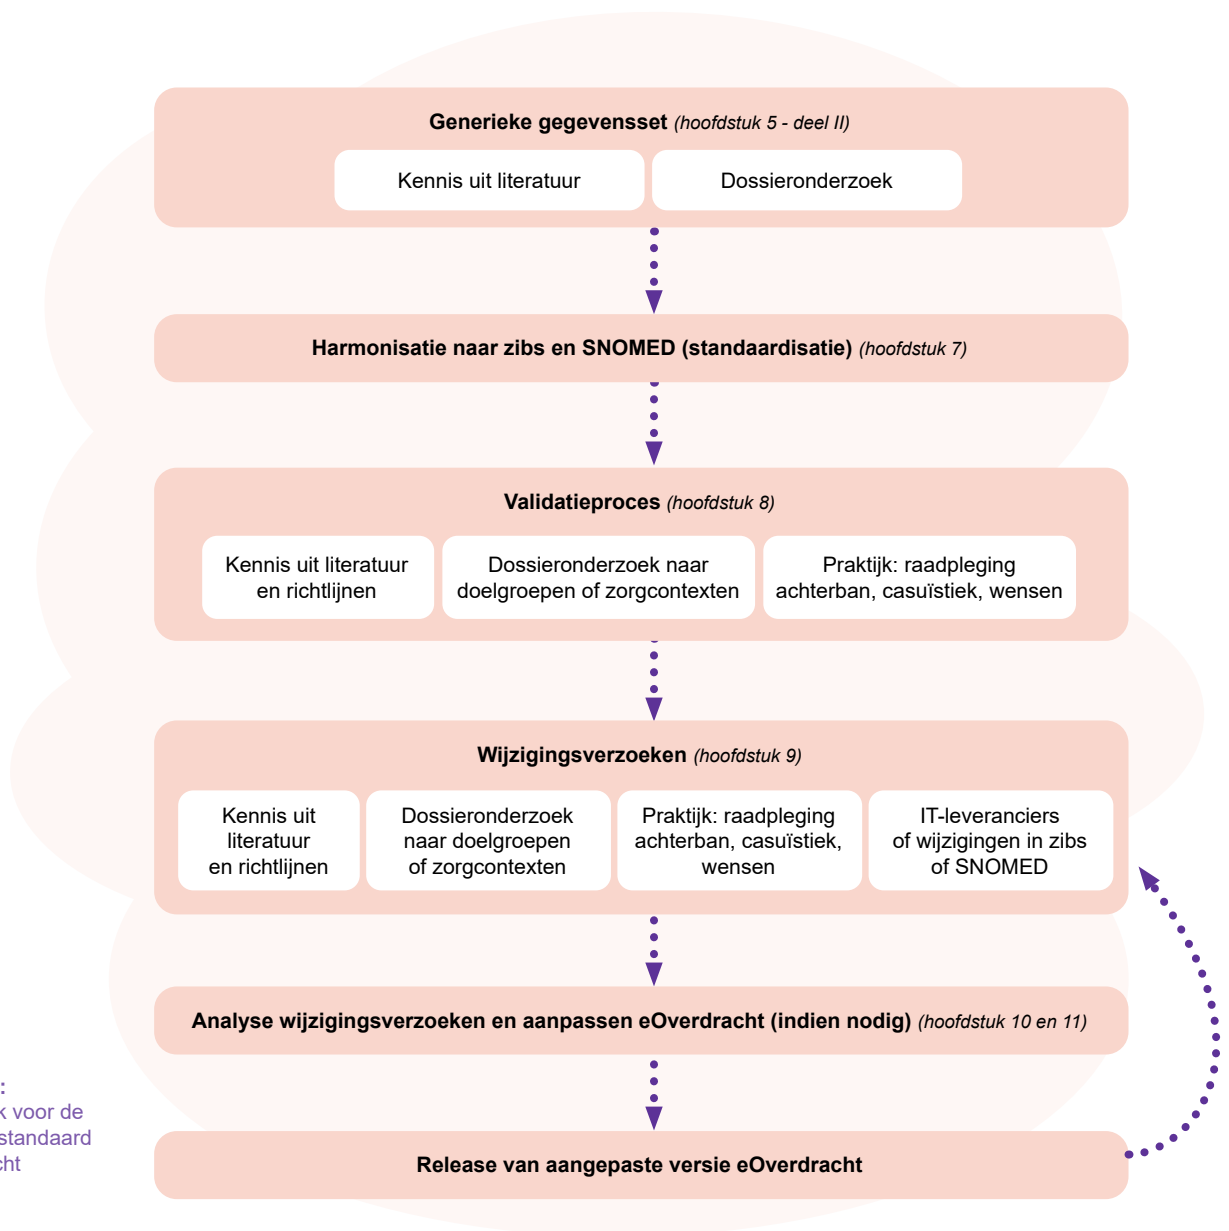 Generieke gegevensset (hoofdstuk 5 - deel II)
Kennis uit literatuur
Dossieronderzoek
Harmonisatie naar zibs en SNOMED (standaardisatie) (hoofdstuk 7)
Validatieproces (hoofdstuk 8)
Kennis uit literatuur
en richtlijnen
Dossieronderzoek naar
doelgroepen of zorgcontexten
Praktijk: raadpleging
achterban, casuïstiek, wensen
Wijzigingsverzoeken (hoofdstuk 9)
Kennis uit
literatuur
en richtlijnen
Dossieronderzoek
naar doelgroepen
of zorgcontexten
Praktijk: raadpleging
achterban, casuïstiek,
wensen
IT-leveranciers
of wijzigingen in zibs
of SNOMED
Analyse wijzigingsverzoeken en aanpassen eOverdracht (indien nodig) (hoofdstuk 10 en 11)
:
voor de
standaard
Release van aangepaste versie eOverdracht